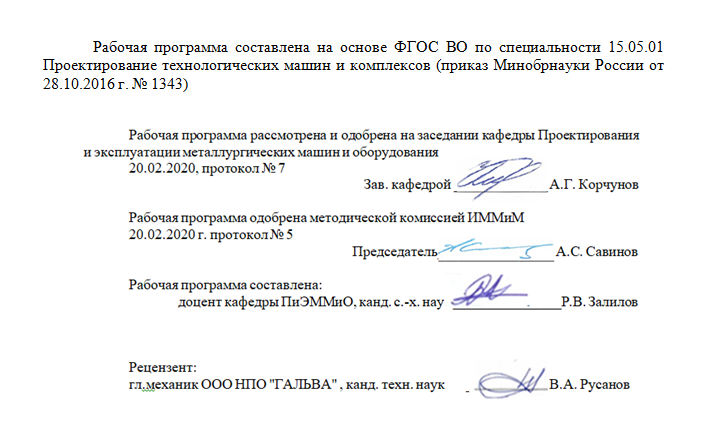 Рабочая программа составлена на основе ФГОС ВО по специальности 15.05.01
Проектирование технологических машин и комплексов (приказ Минобрнауки России от
28.10.2016 г. № 1343)
Рабочая программа рассмотрена и одобрена на заседании кафедры Проектирования
и эксплуатации металлургических машин и оборудования
20.02.2020, протокол № 7
Зав. кафедрой А.Г. Корчунов
Рабочая программа одобрена методической комиссией ИММиМ
20.02.2020 г. протокол № 5
Председатель А.С. Савинов
Рабочая программа составлена:
доцент кафедры ПиЭММиО, канд. с.-х. нау Р.В. Залилов
Рецензент:
гл.механик ООО НПО "ГАЛЬВА" , канд. техн. наук В.А. Русанов